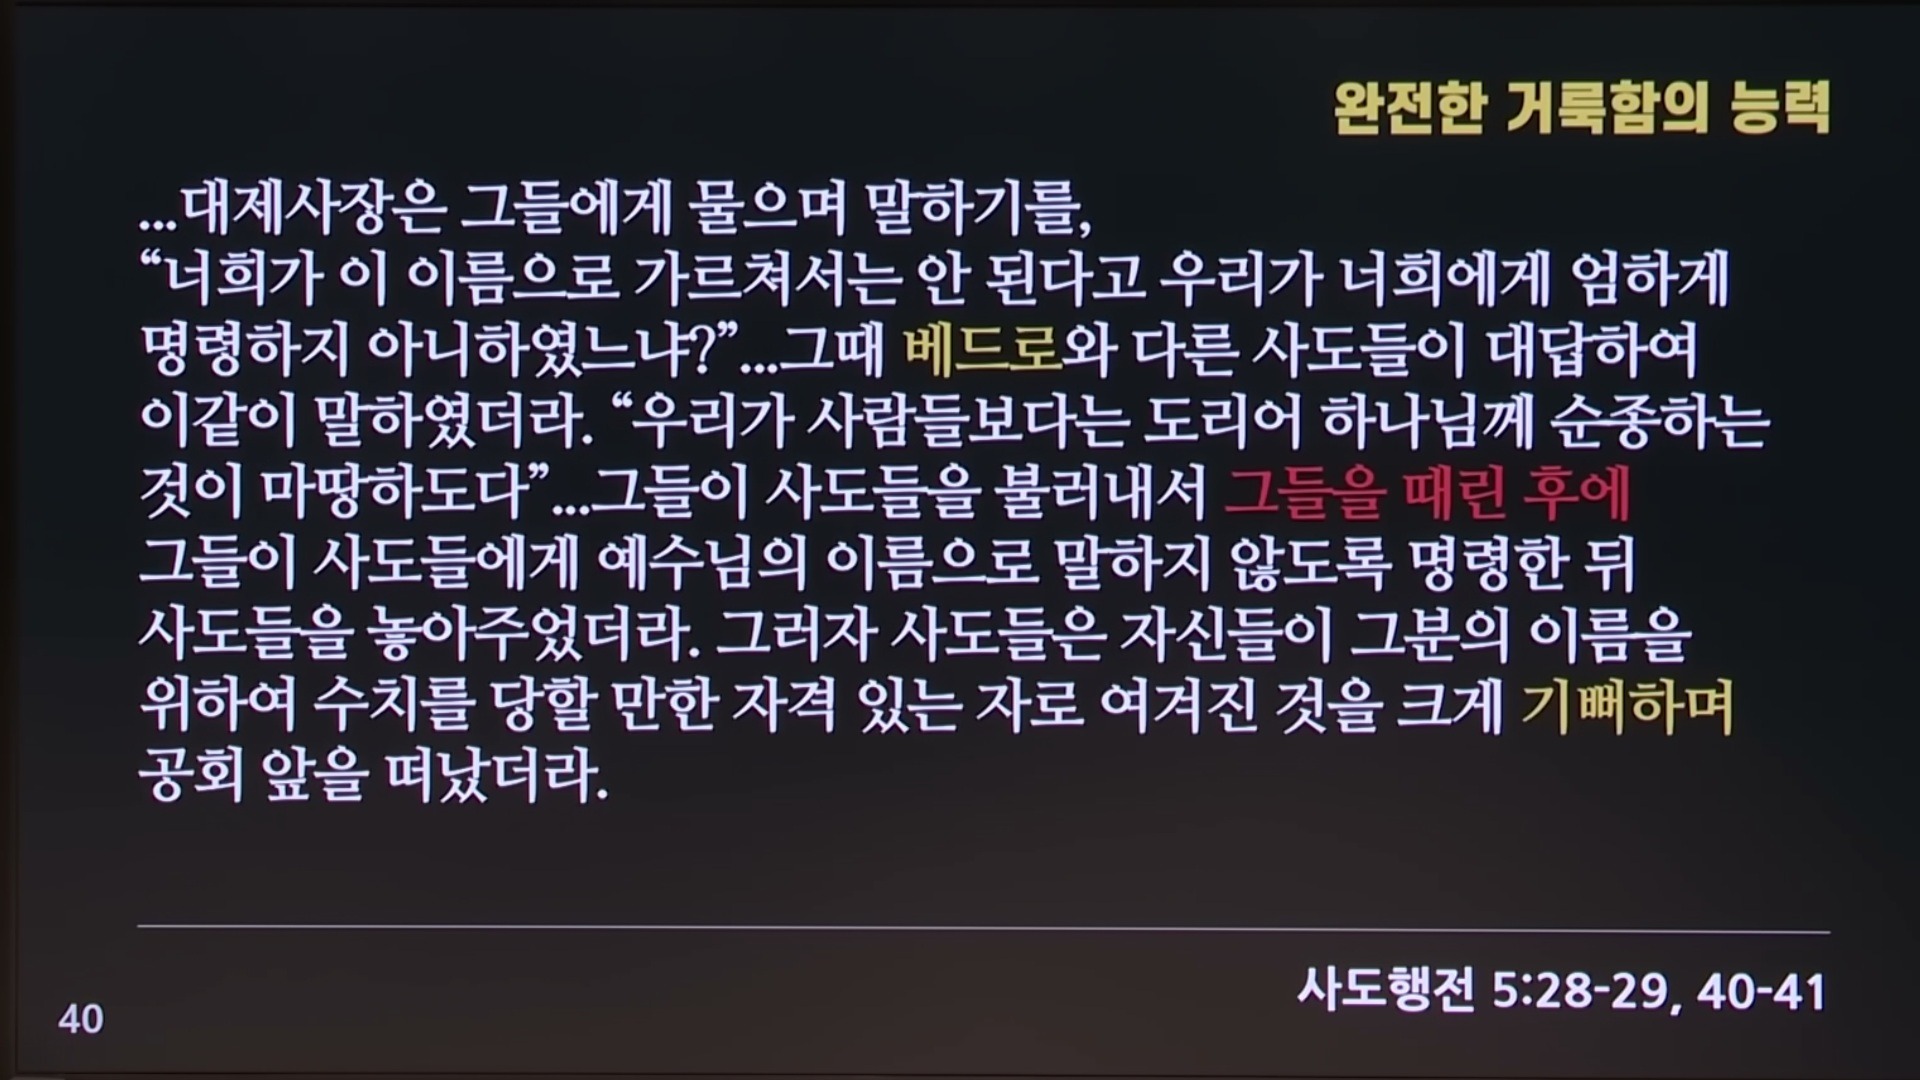 완전한 거룩함의 능력
...대제사장은 그들에게 물으며 말하기를,
“너희가 이 이름으로 가르쳐서는 안 된다고 우리가 너희에게 엄하게
명령하지 아니하였느냐?”...그때 베드로와 다른 사도들이 대답하여
이같이 말하였더라. “우리가 사람들보다는 도리어 하나님께 순종하는
것이 마땅하도다”...그들이 사도들을 불러내서 그들을 때린 후에
그들이 사도들에게 예수님의 이름으로 말하지 않도록 명령한 뒤
사도들을 놓아주었더라. 그러자 사도들은 자신들이 그분의 이름을
위하여 수치를 당할 만한 자격 있는 자로 여겨진 것을 크게 기뻐하며
공회 앞을 떠났더라.
사도행전 5:28-29, 40-41
40